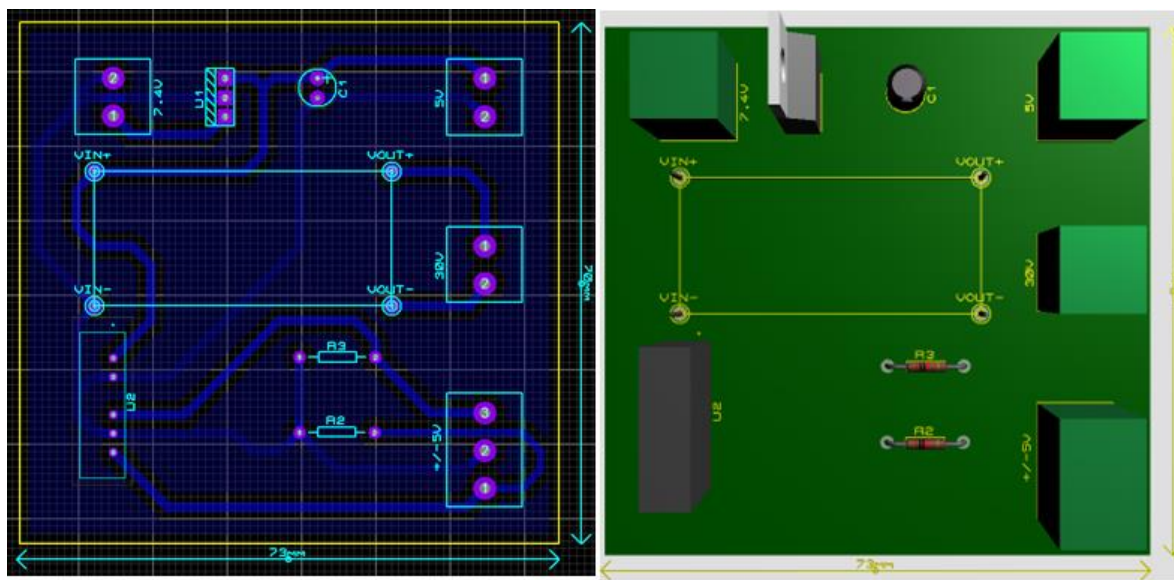 2
1
7.4V
U1
+
C1
1
2
5V
VIN+
VOUT+
1
2
30V
VIN-
VOUT-
R3
U2
R2
3
2
1
+/-5V
73mm
7.4V
C1
5V
VIN+
VOUT+
30V
VIN-
VOUT-
R3
U2
R2
+/-5V
73mm